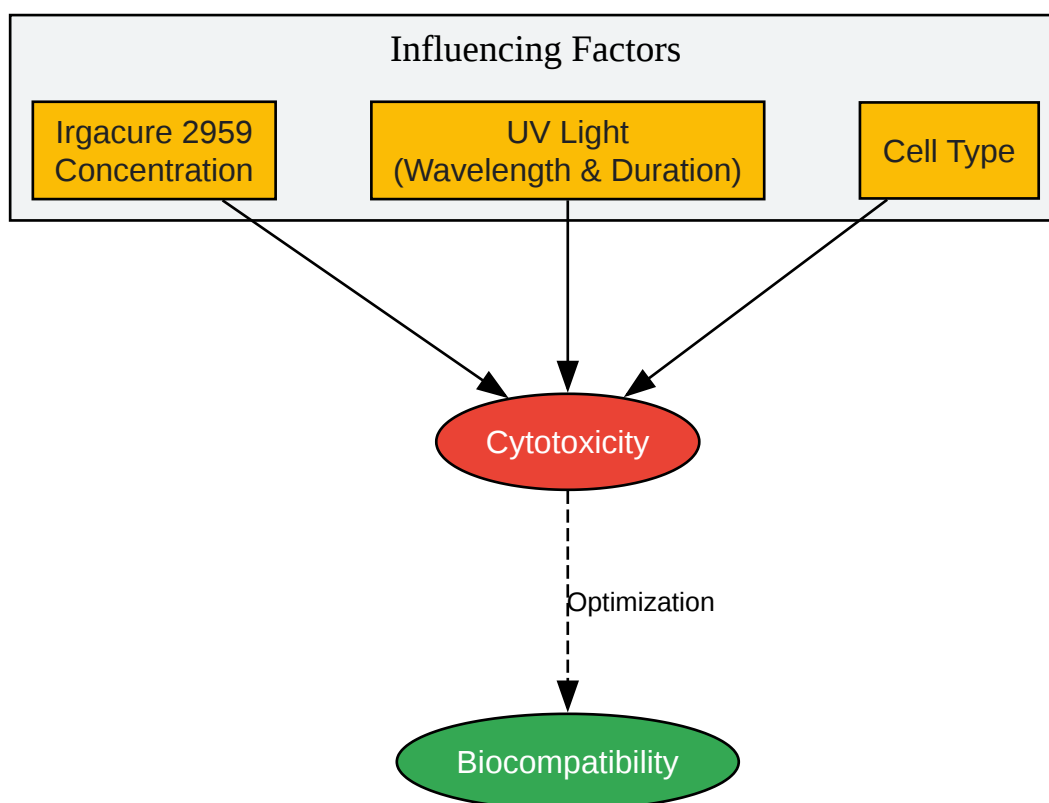 Influencing Factors
Irgacure 2959
Concentration
UV Light
(Wavelength & Duration)
Cell Type
Cytotoxicity
Optimization
Biocompatibility